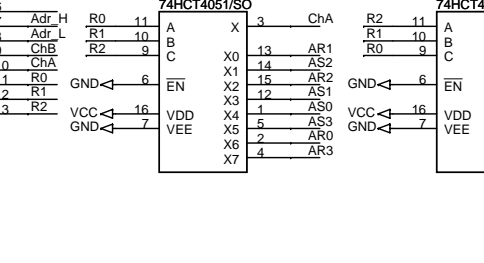 74HCT4051/SO
74HCT4
Adr_H R0 11 A X 3 ChA R2 11 A
Adr_L R1 10 B R1 10 B
ChB R2 9 C X0 13 AR1 R0 9 C
ChA X1 14 AS2
R0 GND 6 EN X2 15 AR2 GND 6 EN
R1 X3 12 AS1
R2 VCC 16 VDD X4 1 AS0 VCC 16 VDD
GND 7 VEE X5 5 AS3 GND 7 VEE
X6 2 AR0
X7 4 AR3